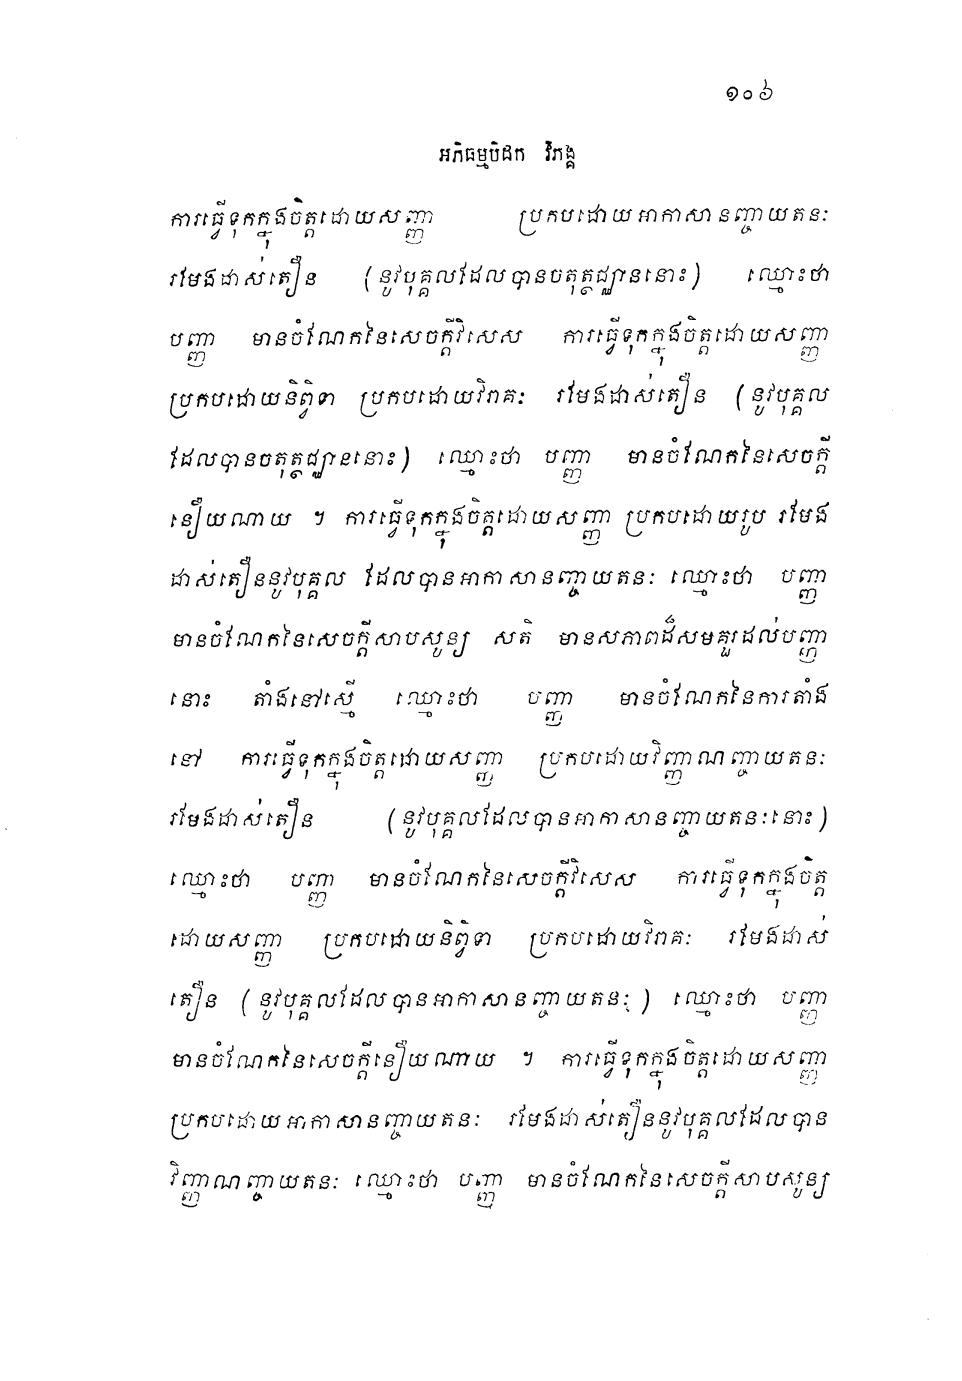 ១០៦
អភិធម្មបិដក វិភង្គ
ការធ្វើទុកក្នុងចិត្តដោយសញ្ញា ប្រកបដោយអាកាសានញ្ចាយតនៈ
រមែងដាស់តឿន (នូវបុគ្គលដែលបានចតុត្ថជ្ឈាននោះ) ឈ្មោះថា
បញ្ញា មានចំណែកនៃសេចក្តីវិសេស ការធ្វើទុកក្នុងចិត្តដោយសញ្ញា
ប្រកបដោយនិព្វិទា ប្រកបដោយវិរាគៈ រមែងដាស់តឿន (នូវបុគ្គល
ដែលបានចតុត្ថជ្ឈាននោះ) ឈ្មោះថា បញ្ញា មានចំណែកនៃសេចក្តី
នឿយណាយ ។ ការធ្វើទុកក្នុងចិត្តដោយសញ្ញា ប្រកបដោយរូប រមែង
ដាស់តឿននូវបុគ្គល ដែលបានអាកាសានញ្ចាយតនៈ ឈ្មោះថា បញ្ញា
មានចំណែកនៃសេចក្តីសាបសូន្យ សតិ មានសភាពដ៏សមគួរដល់បញ្ញា
នោះ តាំងនៅស្មើ ឈ្មោះថា បញ្ញា មានចំណែកនៃការតាំង
នៅ ការធ្វើទុកក្នុងចិត្តដោយសញ្ញា ប្រកបដោយវិញ្ញាណញ្ចាយតនៈ
រមែងដាស់តឿន (នូវបុគ្គលដែលបានអាកាសានញ្ចាយតនៈនោះ)
ឈ្មោះថា បញ្ញា មានចំណែកនៃសេចក្តីវិសេស ការធ្វើទុកក្នុងចិត្ត
ដោយសញ្ញា ប្រកបដោយនិព្វិទា ប្រកបដោយវិរាគៈ រមែងដាស់
តឿន (នូវបុគ្គលដែលបានអាកាសានញ្ចាយតនៈ) ឈ្មោះថា បញ្ញា
មានចំណែកនៃសេចក្តីនឿយណាយ ។ ការធ្វើទុកក្នុងចិត្តដោយសញ្ញា
ប្រកបដោយអាកាសានញ្ចាយតនៈ រមែងដាស់តឿននូវបុគ្គលដែលបាន
វិញ្ញាណញ្ចាយតនៈ ឈ្មោះថា បញ្ញា មានចំណែកនៃសេចក្តីសាបសូន្យ